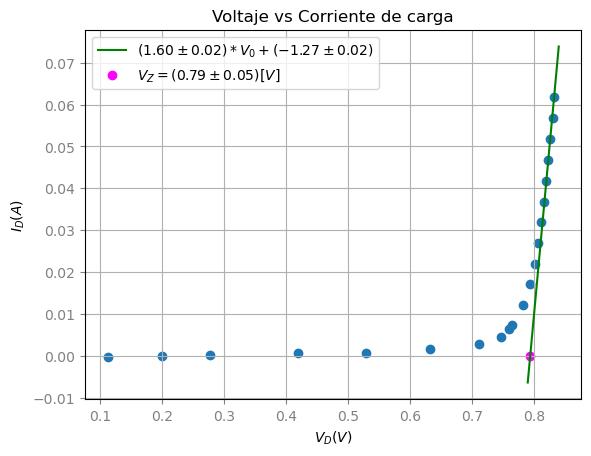 Voltaje vs Corriente de carga
(1.60 ± 0.02) * V₀ + (−1.27 ± 0.02)
V_Z = (0.79 ± 0.05)[V]
0.07
0.06
0.05
0.04
0.03
0.02
0.01
0.00
−0.01
I_D(A)
0.1 0.2 0.3 0.4 0.5 0.6 0.7 0.8
V_D(V)